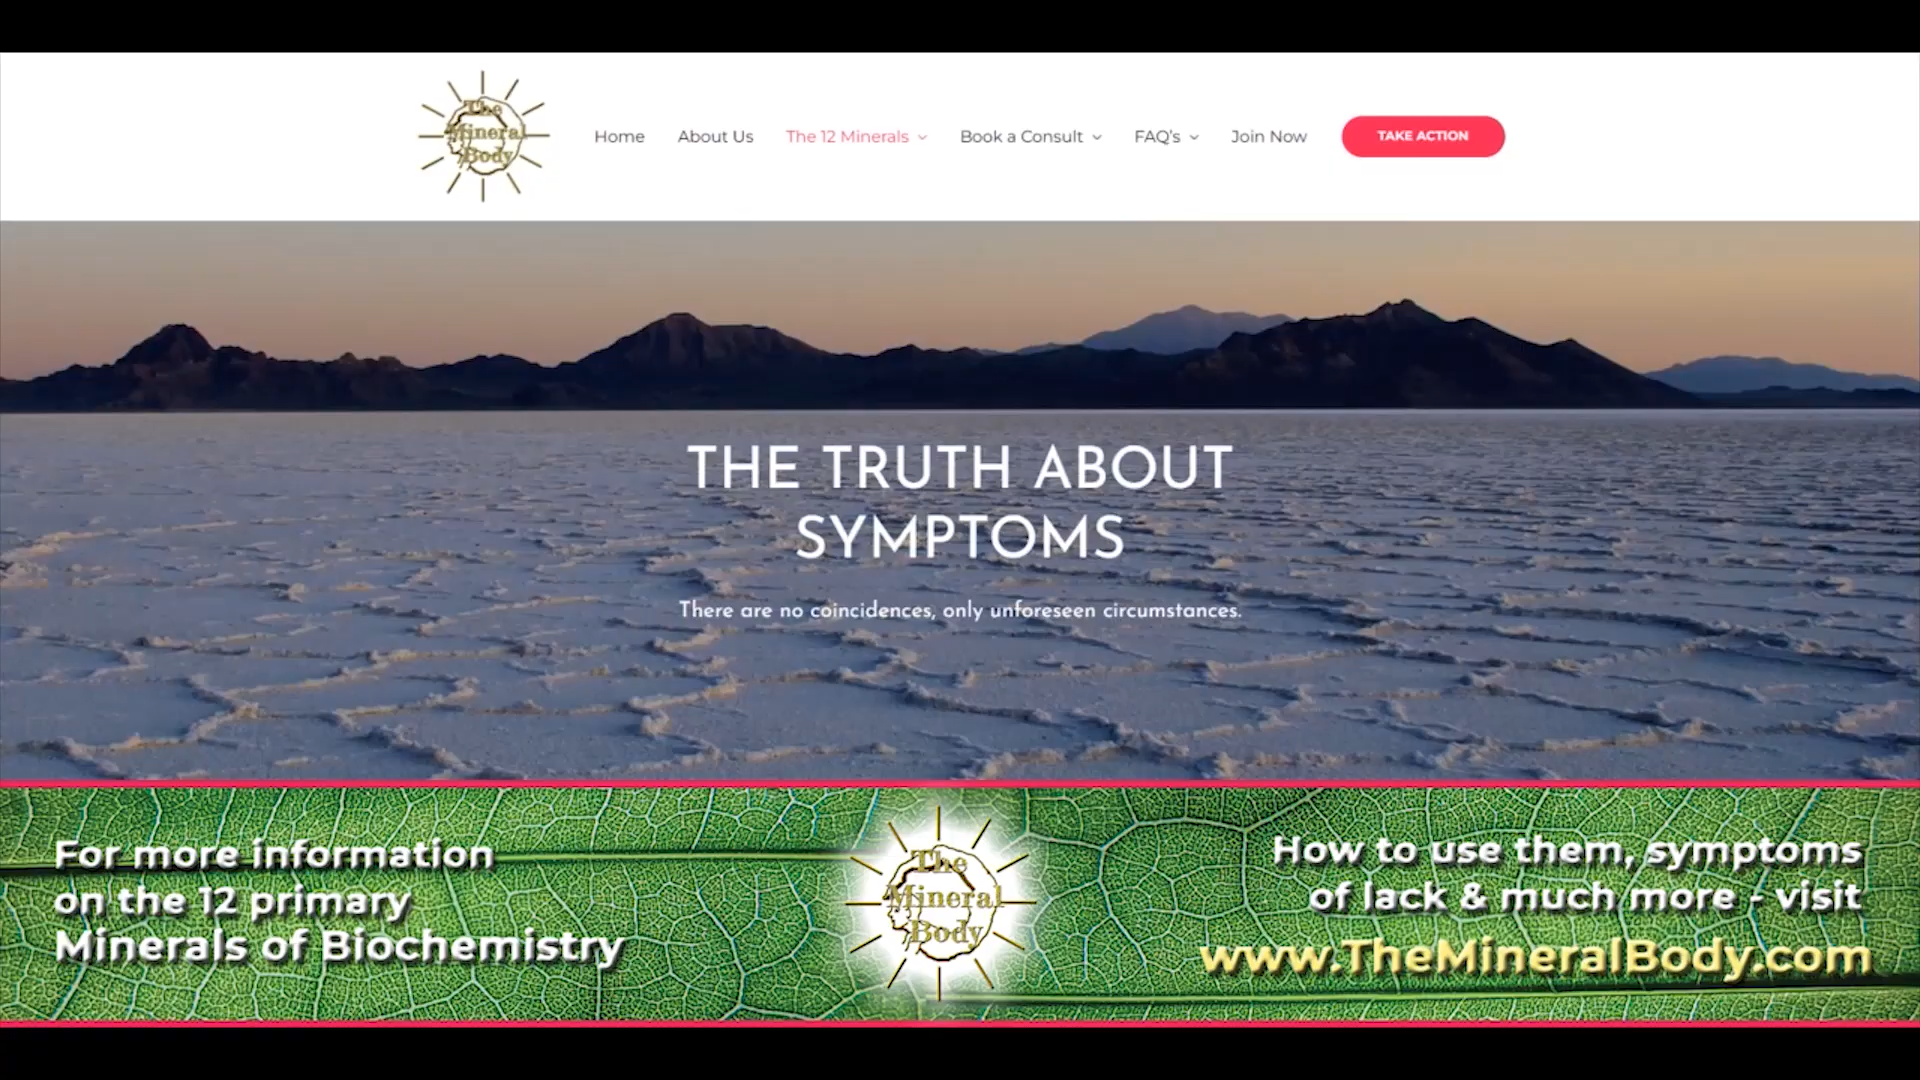 The
Mineral
Body
Home About Us The 12 Minerals Book a Consult FAQ's Join Now TAKE ACTION
THE TRUTH ABOUT
SYMPTOMS
There are no coincidences, only unforeseen circumstances.
For more information
on the 12 primary
Minerals of Biochemistry
The
Mineral
Body
How to use them, symptoms
of lack & much more - visit
www.TheMineralBody.com